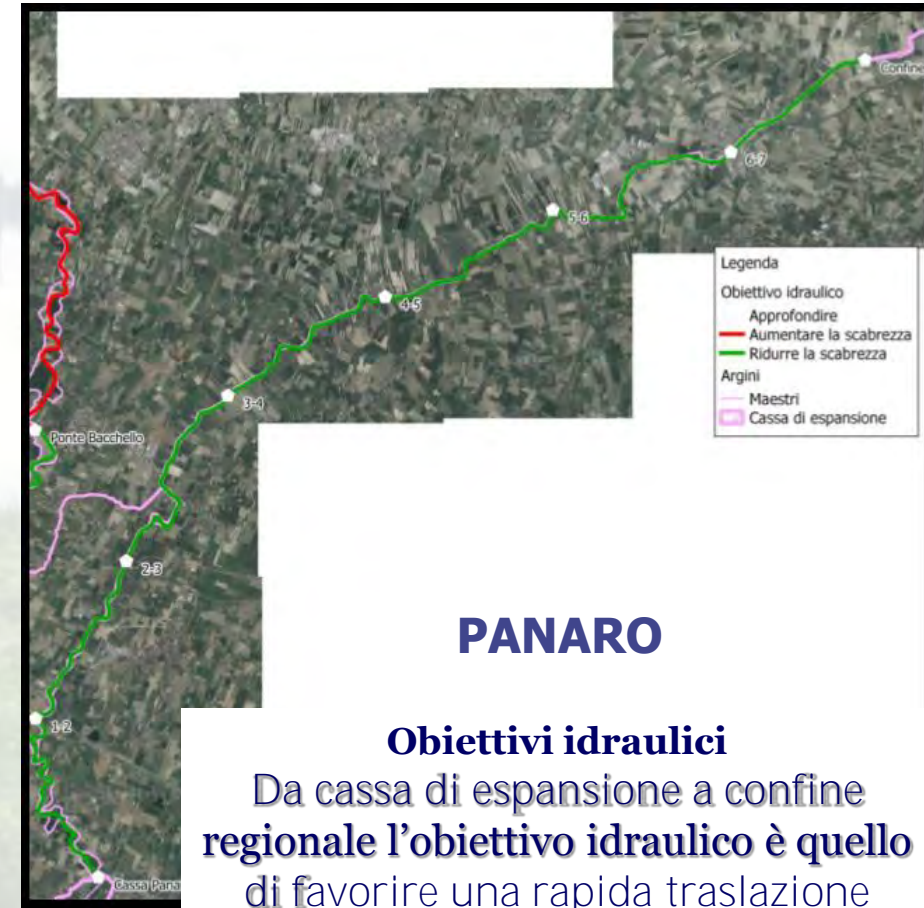 Confine
6-7
5-6
4-5
3-4
Ponte Bacchello
2-3
1-2
Cassa Pana
Legenda
Obiettivo idraulico
Approfondire
Aumentare la scabrezza
Ridurre la scabrezza
Argini
Maestri
Cassa di espansione
PANARO
Obiettivi idraulici
Da cassa di espansione a confine
regionale l’obiettivo idraulico è quello
di favorire una rapida traslazione